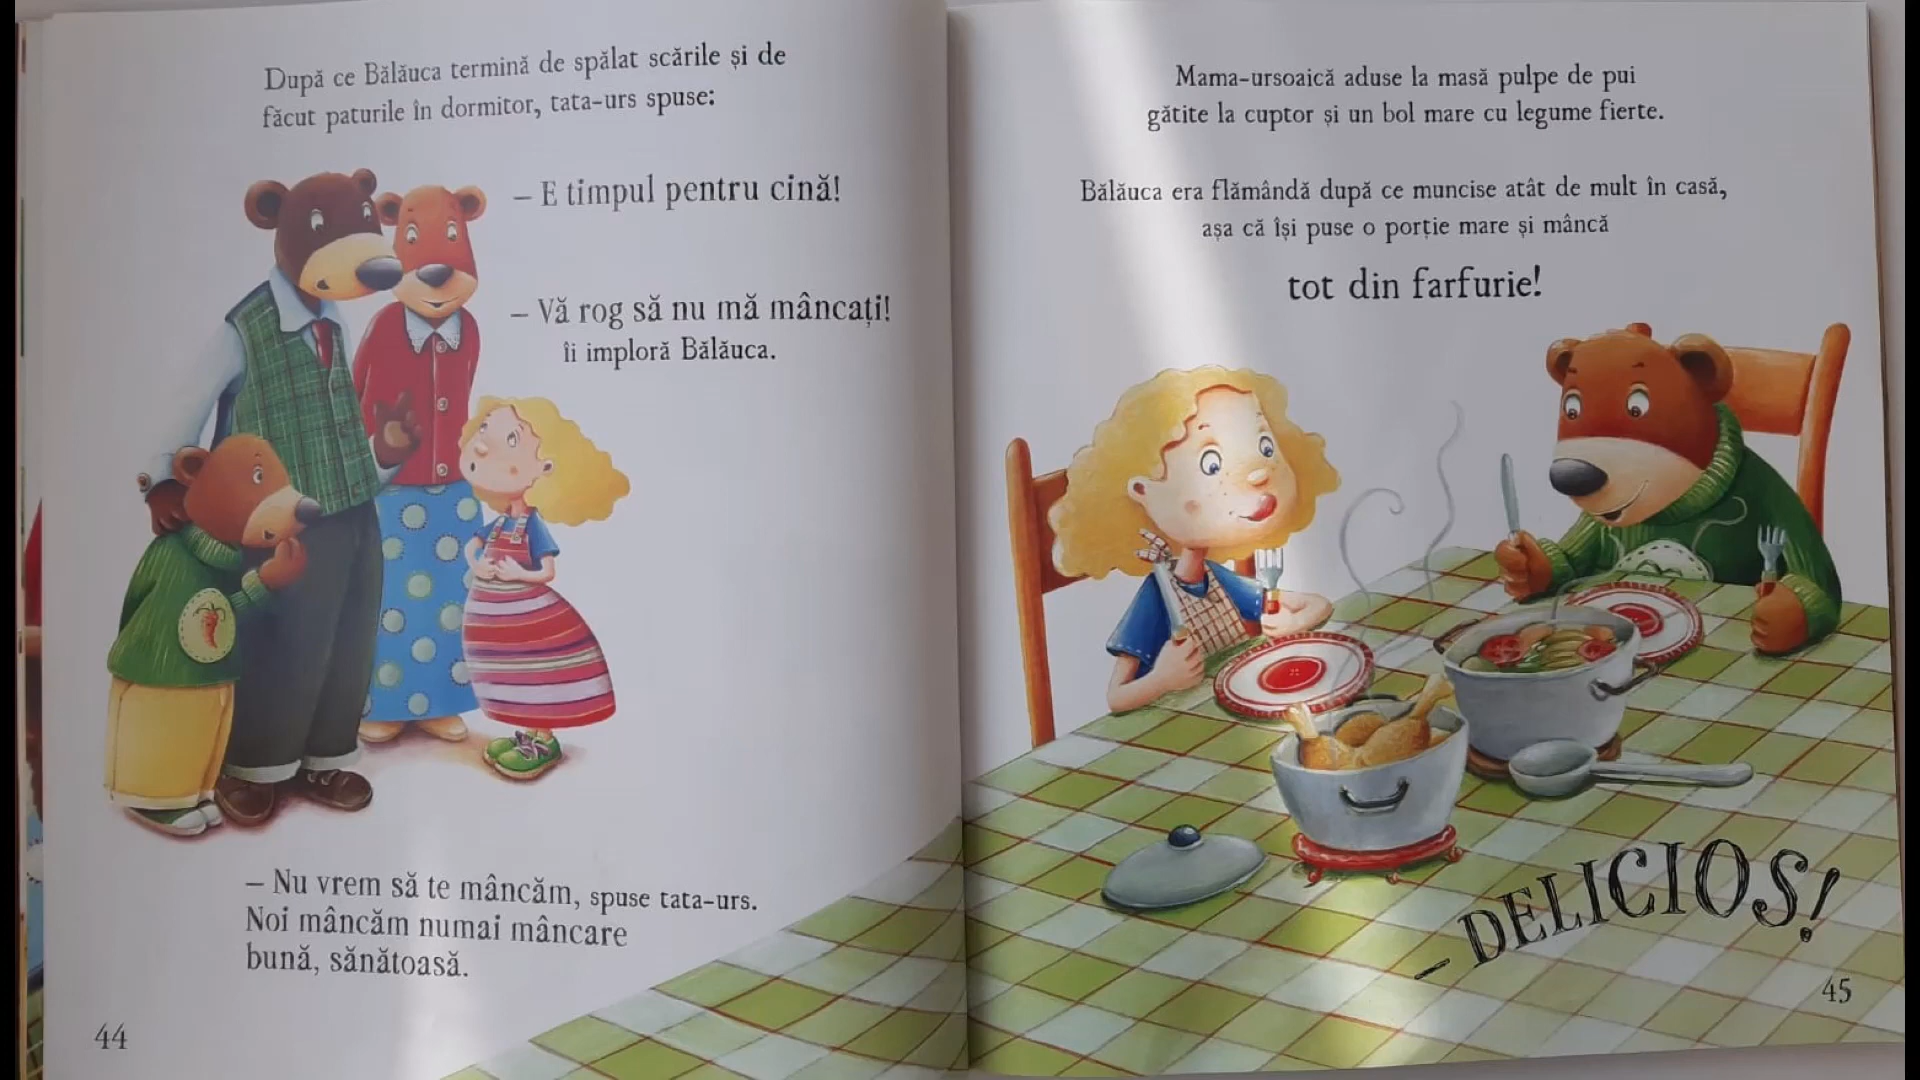 După ce Bălăuca termină de spălat scările și de
făcut paturile în dormitor, tata-urs spuse:
– E timpul pentru cină!
– Vă rog să nu mă mâncați!
îi imploră Bălăuca.
– Nu vrem să te mâncăm, spuse tata-urs.
Noi mâncăm numai mâncare
bună, sănătoasă.
44
Mama-ursoaică aduse la masă pulpe de pui
gătite la cuptor și un bol mare cu legume fierte.
Bălăuca era flămândă după ce muncise atât de mult în casă,
așa că își puse o porție mare și mâncă
tot din farfurie!
– DELICIOS!
45